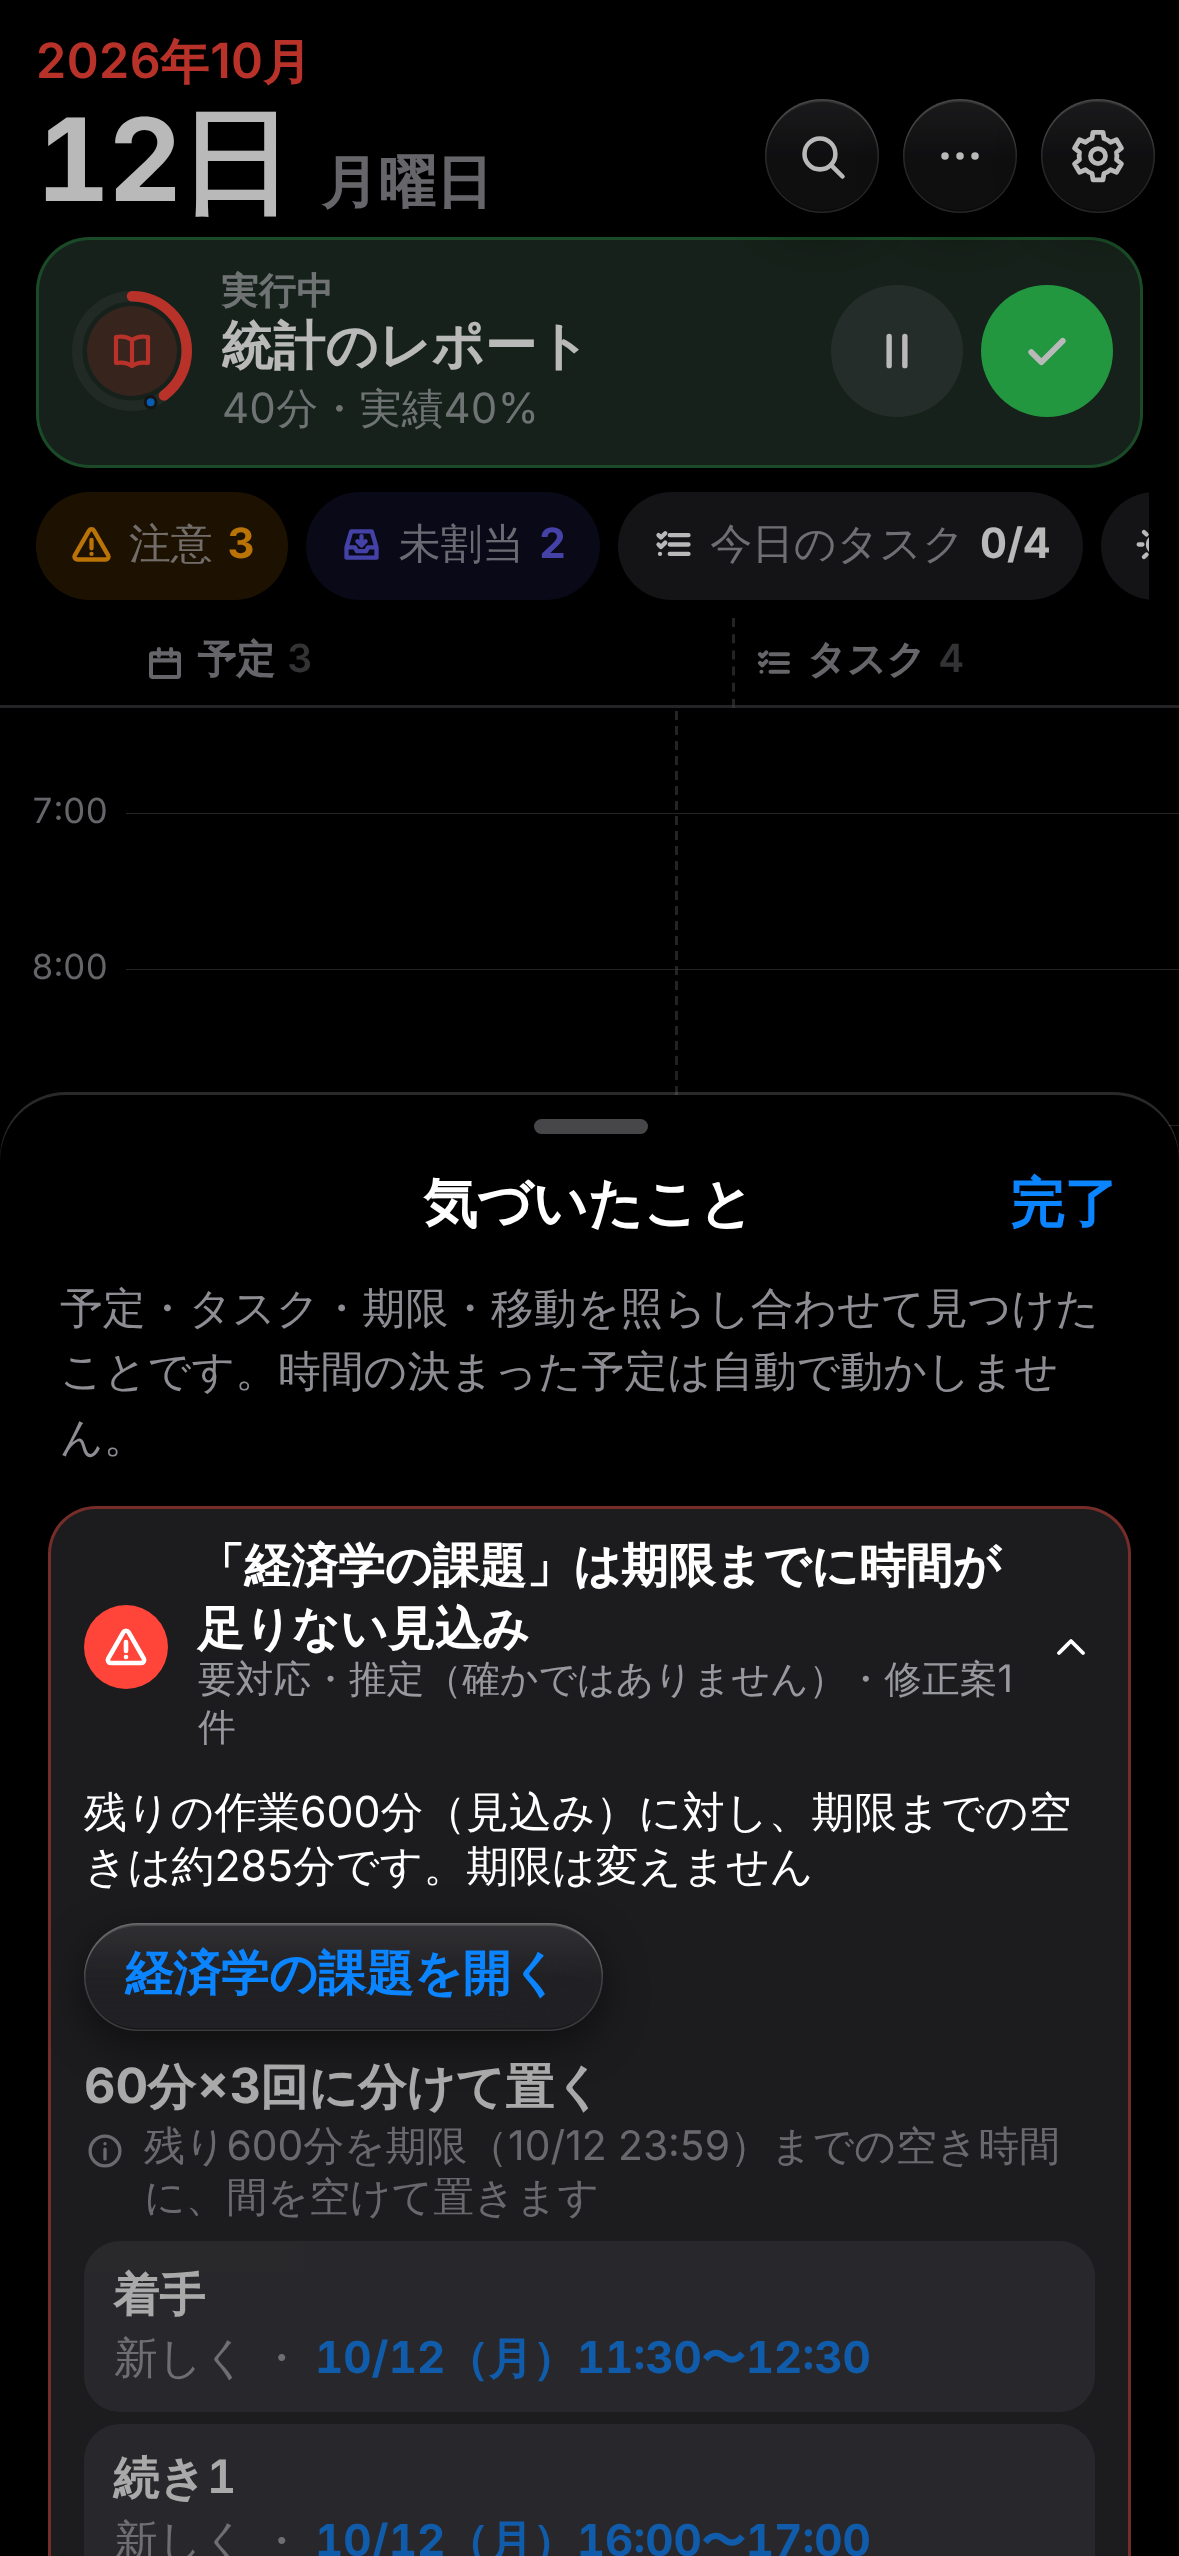 2026年10月
12日 月曜日
実行中
統計のレポート
40分・実績40%
注意 3 未割当 2 今日のタスク 0/4
予定 3 タスク 4
7:00
8:00
気づいたこと 完了
予定・タスク・期限・移動を照らし合わせて見つけた
ことです。時間の決まった予定は自動で動かしませ
ん。
「経済学の課題」は期限までに時間が
足りない見込み
要対応・推定（確かではありません）・修正案1
件
残りの作業600分（見込み）に対し、期限までの空
きは約285分です。期限は変えません
経済学の課題を開く
60分×3回に分けて置く
残り600分を期限（10/12 23:59）までの空き時間
に、間を空けて置きます
着手
新しく ・ 10/12（月）11:30〜12:30
続き1
新しく ・ 10/12（月）16:00〜17:00